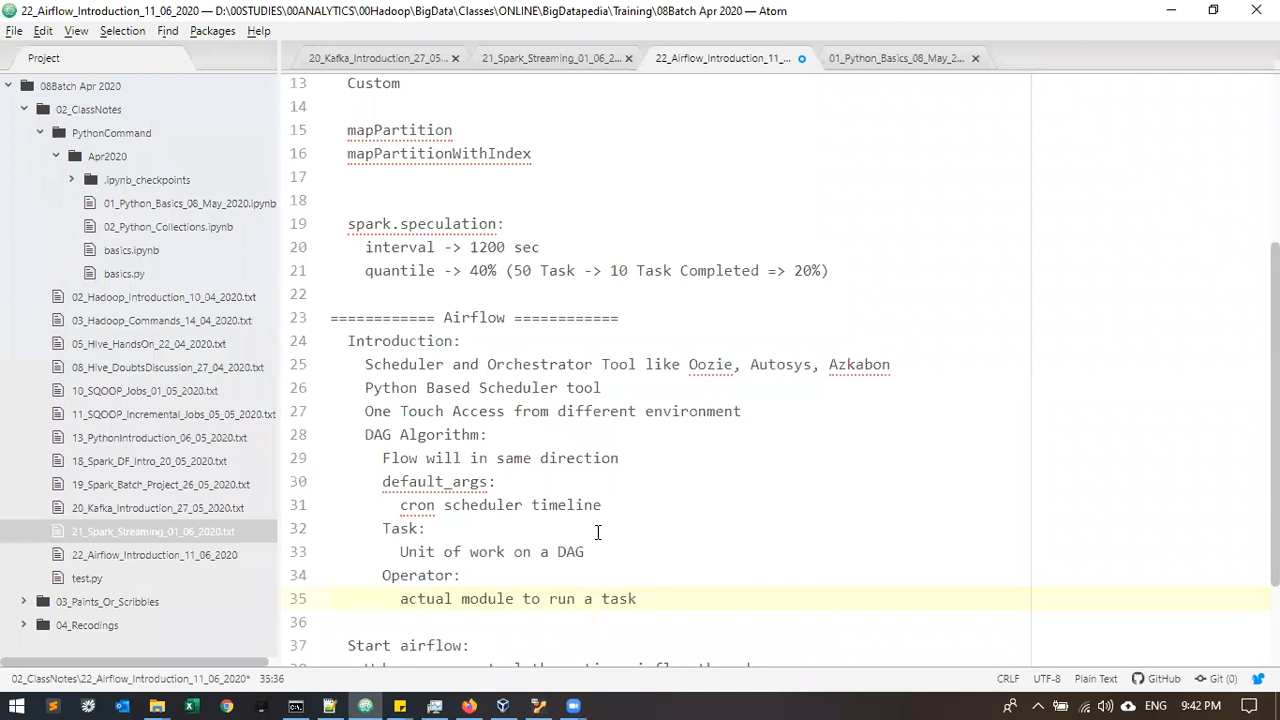 22_Airflow_Introduction_11_06_2020 — D:\00STUDIES\00ANALYTICS\00Hadoop\BigData\Classes\ONLINE\BigDatapedia\Training\08Batch Apr 2020 — Atom
File Edit View Selection Find Packages Help
Project
20_Kafka_Introduction_27_05... 21_Spark_Streaming_01_06_2... 22_Airflow_Introduction_11_... 01_Python_Basics_08_May_2...
08Batch Apr 2020
02_ClassNotes
PythonCommand
Apr2020
.ipynb_checkpoints
01_Python_Basics_08_May_2020.ipynb
02_Python_Collections.ipynb
basics.ipynb
basics.py
02_Hadoop_Introduction_10_04_2020.txt
03_Hadoop_Commands_14_04_2020.txt
05_Hive_HandsOn_22_04_2020.txt
08_Hive_DoubtsDiscussion_27_04_2020.txt
10_SQOOP_Jobs_01_05_2020.txt
11_SQOOP_Incremental_Jobs_05_05_2020.txt
13_PythonIntroduction_06_05_2020.txt
18_Spark_DF_Intro_20_05_2020.txt
19_Spark_Batch_Project_26_05_2020.txt
20_Kafka_Introduction_27_05_2020.txt
21_Spark_Streaming_01_06_2020.txt
22_Airflow_Introduction_11_06_2020
test.py
03_Paints_Or_Scribbles
04_Recodings
13 Custom
14
15 mapPartition
16 mapPartitionWithIndex
17
18
19 spark.speculation:
20 interval -> 1200 sec
21 quantile -> 40% (50 Task -> 10 Task Completed => 20%)
22
23 ============ Airflow ============
24 Introduction:
25 Scheduler and Orchestrator Tool like Oozie, Autosys, Azkabon
26 Python Based Scheduler tool
27 One Touch Access from different environment
28 DAG Algorithm:
29 Flow will in same direction
30 default_args:
31 cron scheduler timeline
32 Task:
33 Unit of work on a DAG
34 Operator:
35 actual module to run a task
36
37 Start airflow:
02_ClassNotes\22_Airflow_Introduction_11_06_2020* 35:36 CRLF UTF-8 Plain Text GitHub Git (0)
ENG 9:42 PM